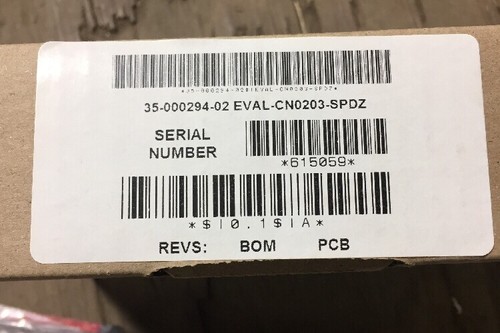 35-000294-02 EVAL-CN0203-SPDZ
SERIAL
NUMBER
*615059*
*$|0.1$|A*
REVS: BOM PCB